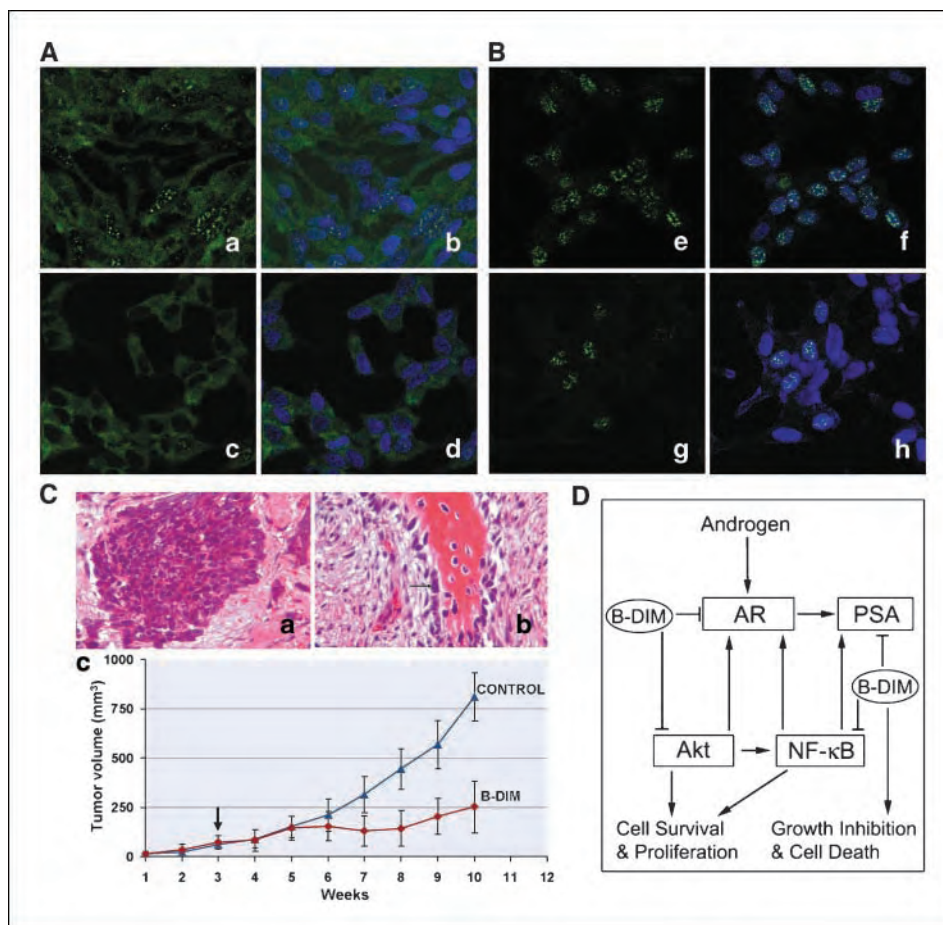 A
B
a
b
e
f
c
d
g
h
C
D
a
b
c
Tumor volume (mm³)
1000
750
500
250
0
CONTROL
B-DIM
1 2 3 4 5 6 7 8 9 10 11 12
Weeks
Androgen
B-DIM
AR
PSA
B-DIM
Akt
NF-κB
Cell Survival
& Proliferation
Growth Inhibition
& Cell Death